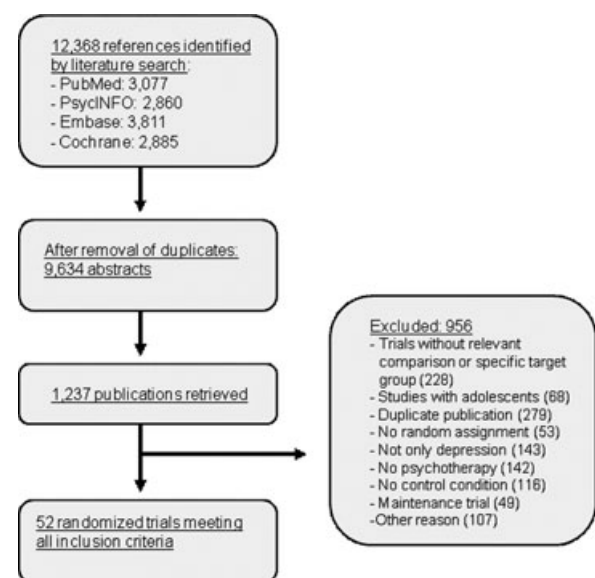 12,368 references identified
by literature search:
- PubMed: 3,077
- PsycINFO: 2,860
- Embase: 3,811
- Cochrane: 2,885
After removal of duplicates:
9,634 abstracts
1,237 publications retrieved
Excluded: 956
- Trials without relevant
comparison or specific target
group (228)
- Studies with adolescents (68)
- Duplicate publication (279)
- No random assignment (53)
- Not only depression (143)
- No psychotherapy (142)
- No control condition (116)
- Maintenance trial (49)
-Other reason (107)
52 randomized trials meeting
all inclusion criteria